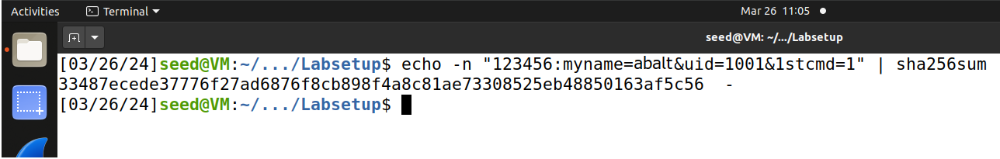 Activities Terminal Mar 26 11:05
seed@VM: ~/.../Labsetup
[03/26/24]seed@VM:~/.../Labsetup$ echo -n "123456:myname=abalt&uid=1001&1stcmd=1" | sha256sum
33487ecede37776f27ad6876f8cb898f4a8c81ae73308525eb48850163af5c56  -
[03/26/24]seed@VM:~/.../Labsetup$